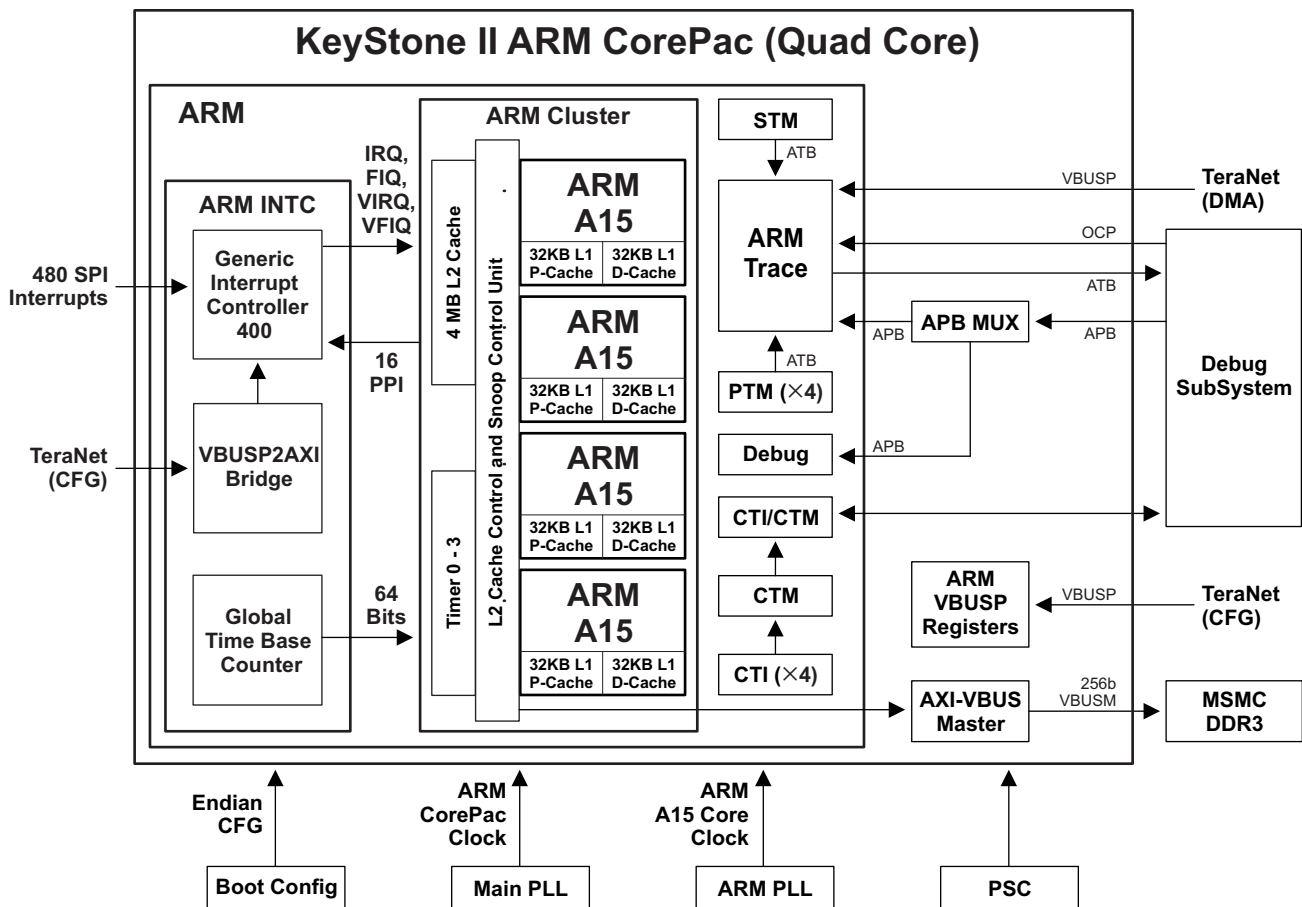 KeyStone II ARM CorePac (Quad Core)
ARM
ARM Cluster
STM
ATB
IRQ,
FIQ,
VIRQ,
VFIQ
ARM INTC
Generic
Interrupt
Controller
400
480 SPI
Interrupts
16
PPI
VBUSP2AXI
Bridge
TeraNet
(CFG)
Global
Time Base
Counter
64
Bits
4 MB L2 Cache
Timer 0 - 3
L2 Cache Control and Snoop Control Unit
ARM
A15
32KB L1
P-Cache
32KB L1
D-Cache
ARM
A15
32KB L1
P-Cache
32KB L1
D-Cache
ARM
A15
32KB L1
P-Cache
32KB L1
D-Cache
ARM
A15
32KB L1
P-Cache
32KB L1
D-Cache
ARM
Trace
VBUSP
TeraNet
(DMA)
OCP
ATB
APB
APB MUX
APB
Debug
SubSystem
ATB
PTM (×4)
Debug
APB
CTI/CTM
CTM
CTI (×4)
ARM
VBUSP
Registers
VBUSP
TeraNet
(CFG)
AXI-VBUS
Master
256b
VBUSM
MSMC
DDR3
Endian
CFG
ARM
CorePac
Clock
ARM
A15 Core
Clock
Boot Config
Main PLL
ARM PLL
PSC